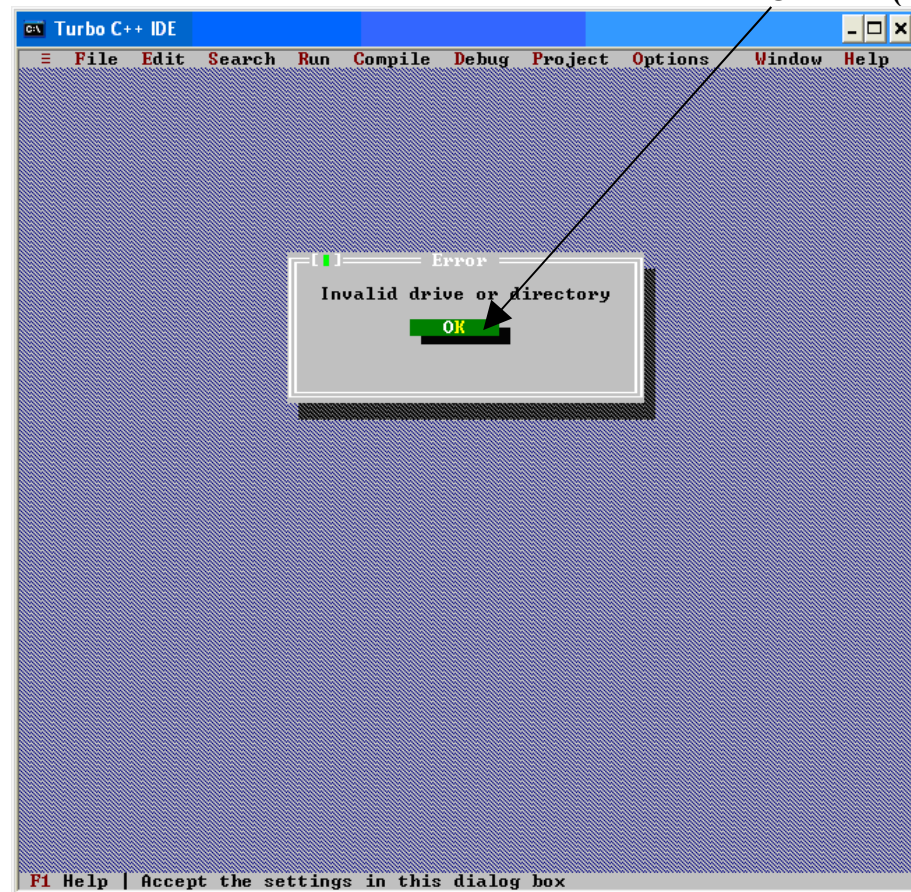 Turbo C++ IDE
≡ File Edit Search Run Compile Debug Project Options Window Help
Error
Invalid drive or directory
OK
F1 Help | Accept the settings in this dialog box